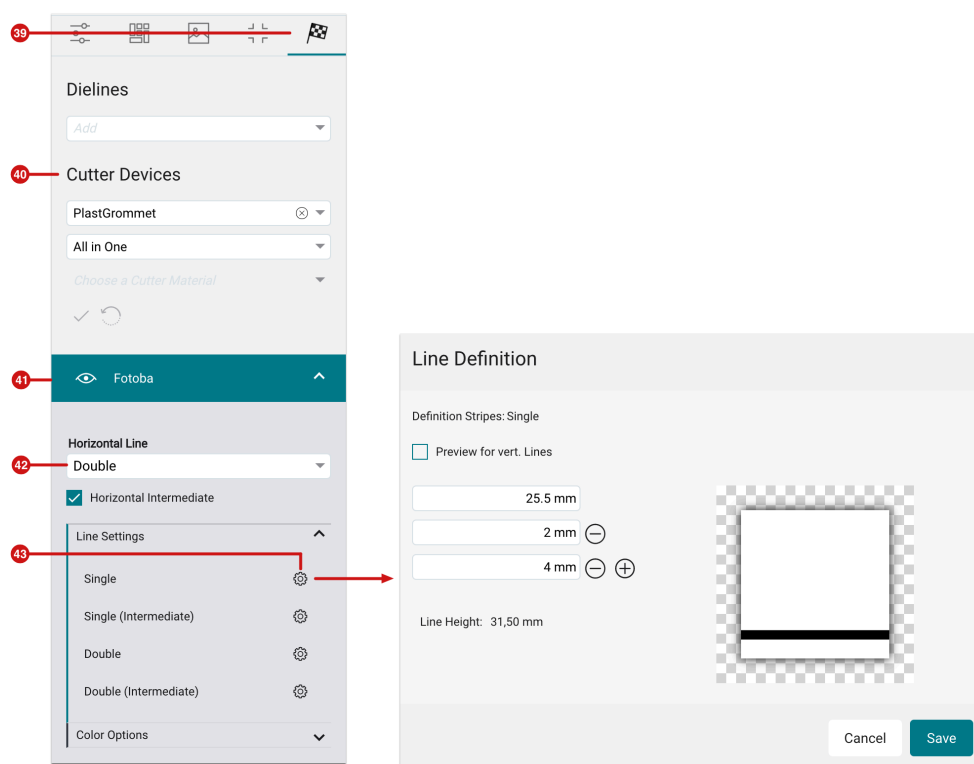 39
Dielines
Add
40
Cutter Devices
PlastGrommet
All in One
Choose a Cutter Material
41
Fotoba
Horizontal Line
42
Double
Horizontal Intermediate
Line Settings
43
Single
Single (Intermediate)
Double
Double (Intermediate)
Color Options
Line Definition
Definition Stripes: Single
Preview for vert. Lines
25.5 mm
2 mm
4 mm
Line Height: 31,50 mm
Cancel
Save